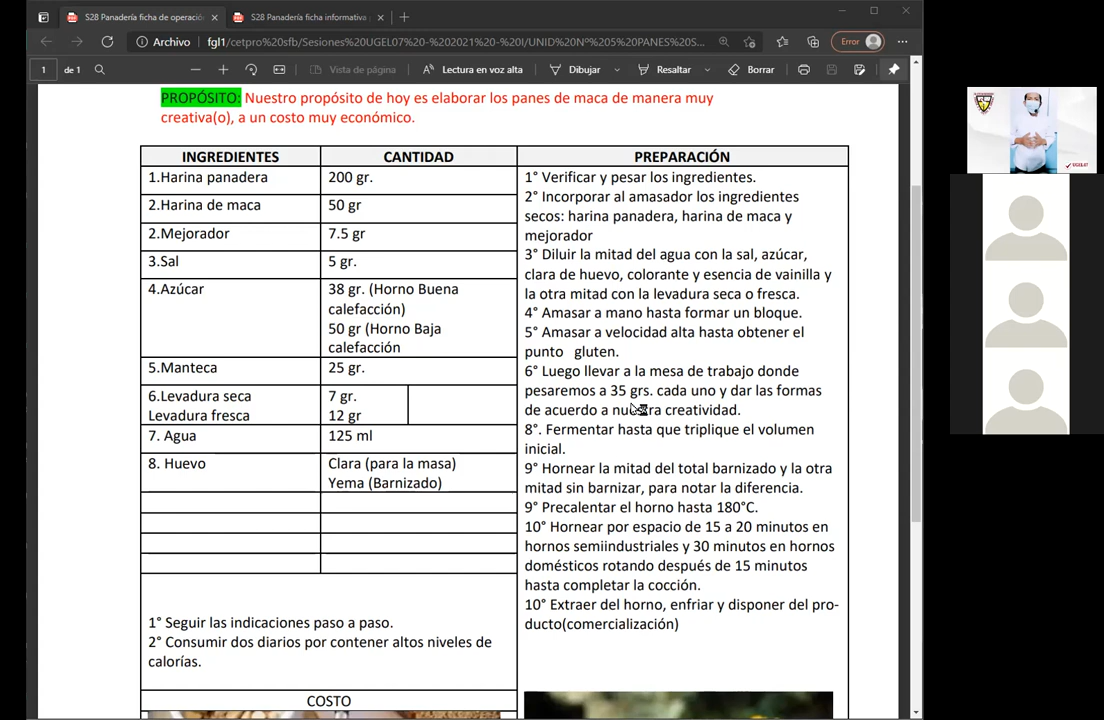 S28 Panadería ficha de operació
S28 Panadería ficha informativa
Archivo
fgl1/cetpro%20sfb/Sesiones%20UGEL07%20-%202021%20-%20I/UNID%20Nº%205%20PANES%20S...
Error
1
de 1
Vista de página
Lectura en voz alta
Dibujar
Resaltar
Borrar
PROPÓSITO: Nuestro propósito de hoy es elaborar los panes de maca de manera muy
creativa(o), a un costo muy económico.
INGREDIENTES
CANTIDAD
PREPARACIÓN
1.Harina panadera
200 gr.
2.Harina de maca
50 gr
2.Mejorador
7.5 gr
3.Sal
5 gr.
4.Azúcar
38 gr. (Horno Buena
calefacción)
50 gr (Horno Baja
calefacción
5.Manteca
25 gr.
6.Levadura seca
7 gr.
Levadura fresca
12 gr
7. Agua
125 ml
8. Huevo
Clara (para la masa)
Yema (Barnizado)
1° Verificar y pesar los ingredientes.
2° Incorporar al amasador los ingredientes
secos: harina panadera, harina de maca y
mejorador
3° Diluir la mitad del agua con la sal, azúcar,
clara de huevo, colorante y esencia de vainilla y
la otra mitad con la levadura seca o fresca.
4° Amasar a mano hasta formar un bloque.
5° Amasar a velocidad alta hasta obtener el
punto gluten.
6° Luego llevar a la mesa de trabajo donde
pesaremos a 35 grs. cada uno y dar las formas
de acuerdo a nuestra creatividad.
8°. Fermentar hasta que triplique el volumen
inicial.
9° Hornear la mitad del total barnizado y la otra
mitad sin barnizar, para notar la diferencia.
9° Precalentar el horno hasta 180°C.
10° Hornear por espacio de 15 a 20 minutos en
hornos semiindustriales y 30 minutos en hornos
domésticos rotando después de 15 minutos
hasta completar la cocción.
10° Extraer del horno, enfriar y disponer del pro-
ducto(comercialización)
1° Seguir las indicaciones paso a paso.
2° Consumir dos diarios por contener altos niveles de
calorías.
COSTO